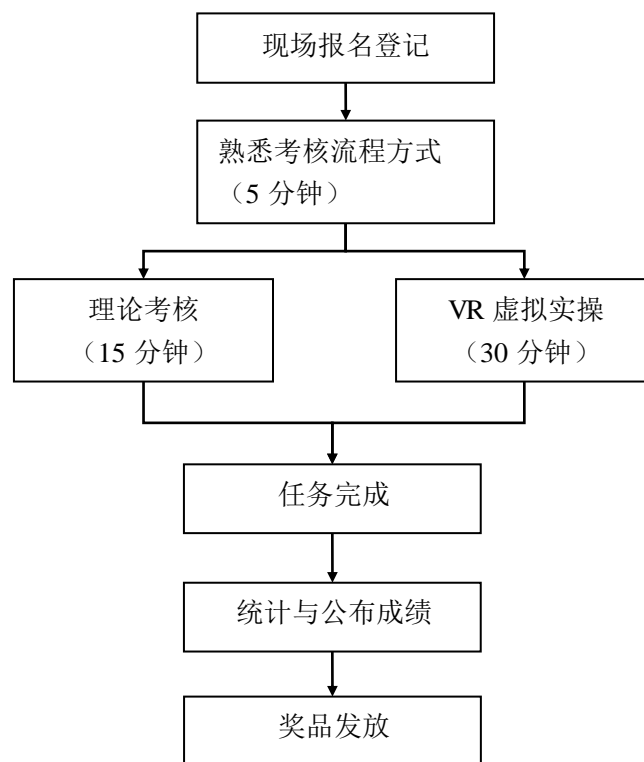 现场报名登记
熟悉考核流程方式
（5 分钟）
理论考核
（15 分钟）
VR 虚拟实操
（30 分钟）
任务完成
统计与公布成绩
奖品发放